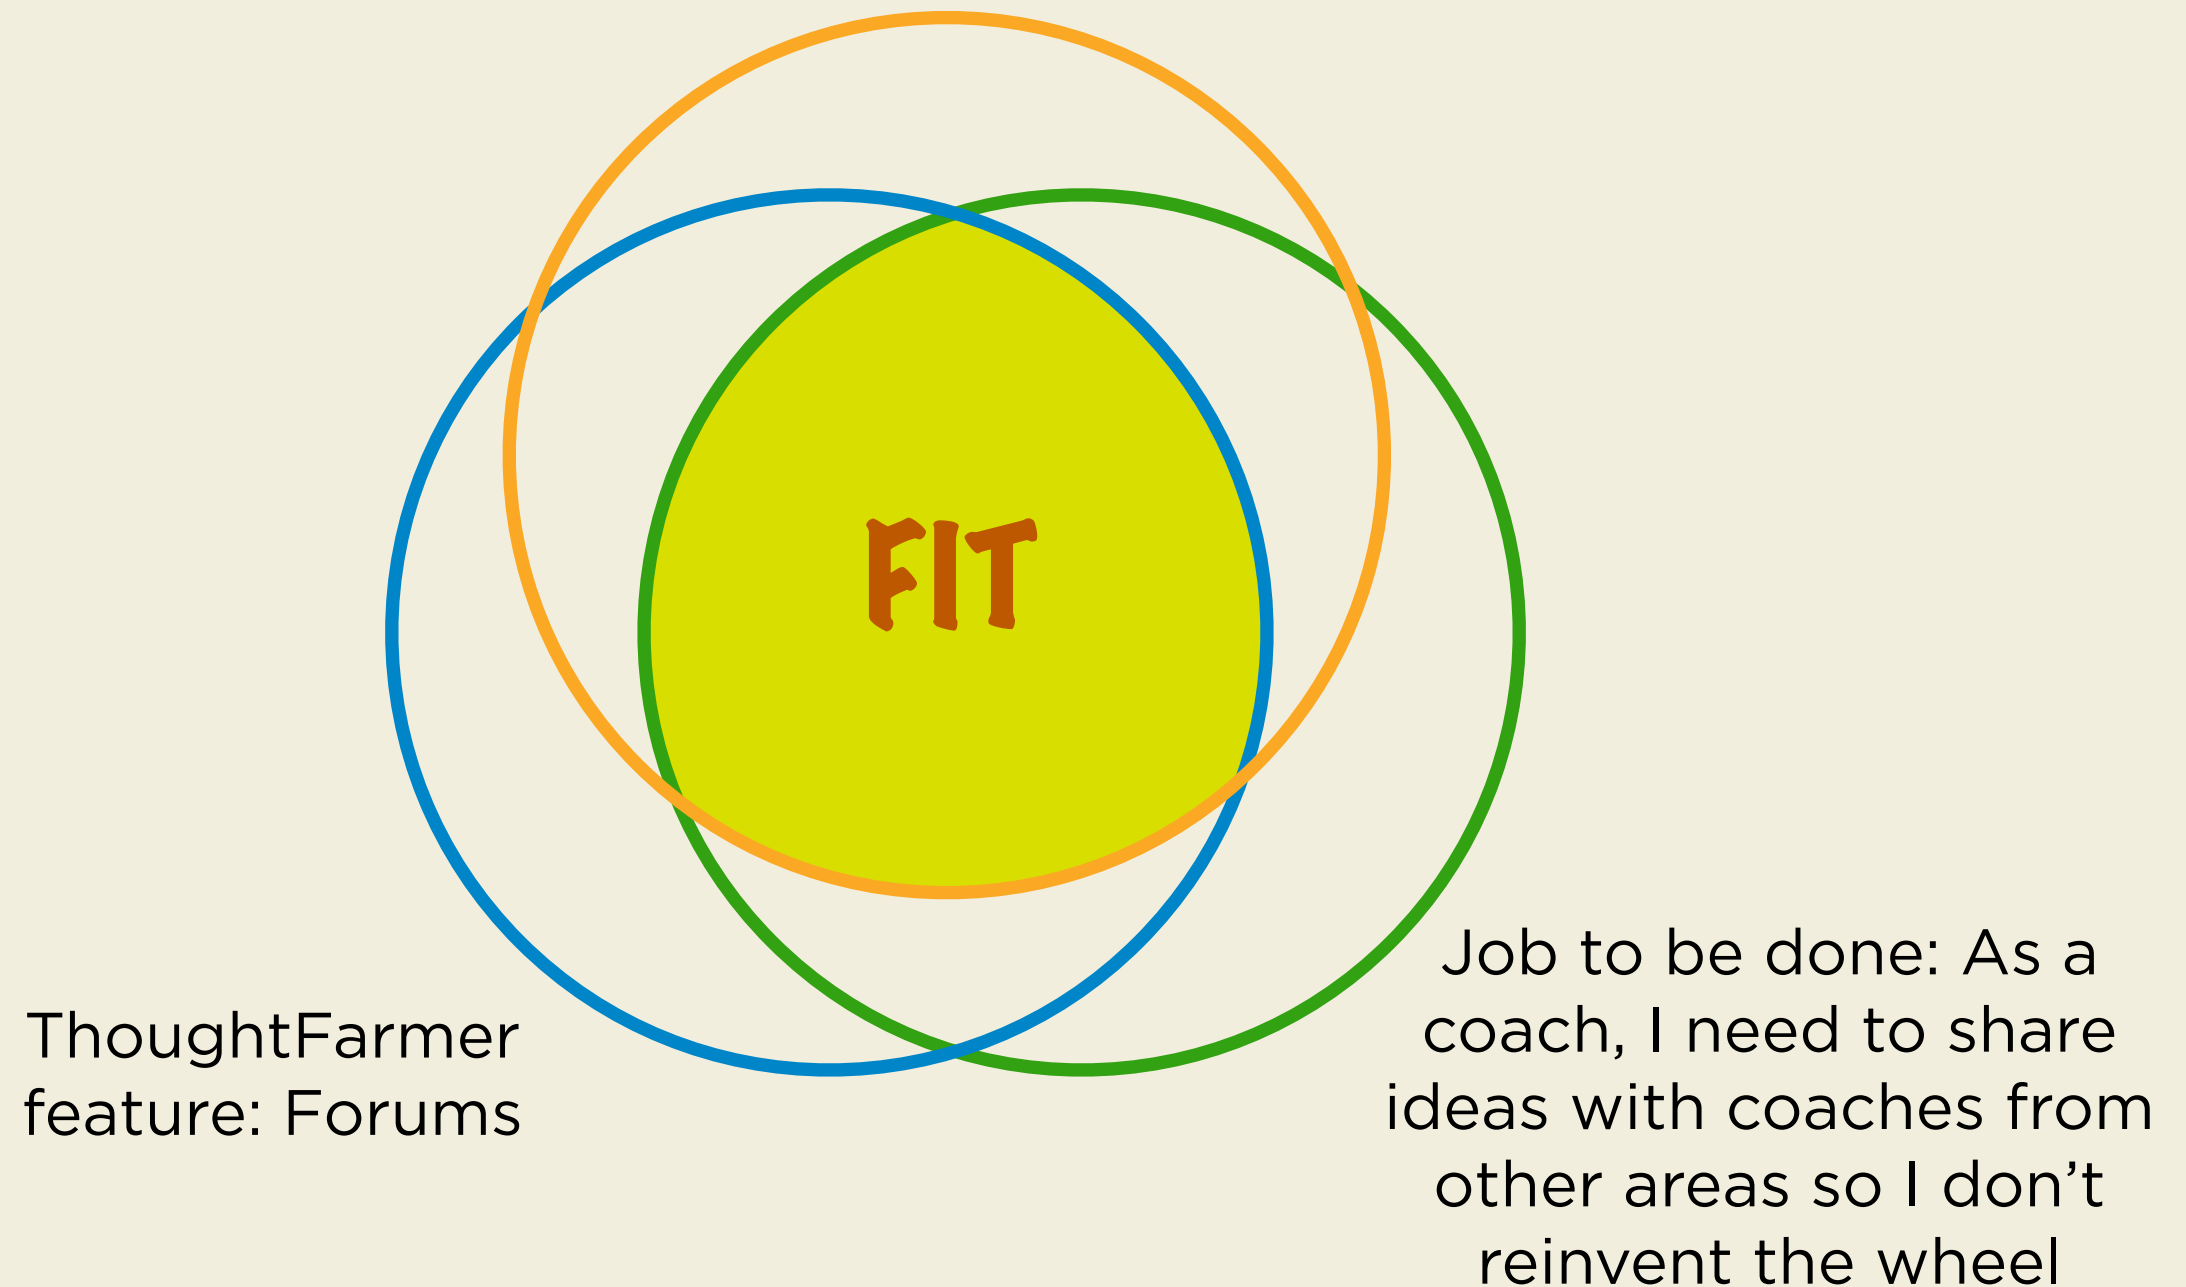 FIT
ThoughtFarmer
feature: Forums
Job to be done: As a
coach, I need to share
ideas with coaches from
other areas so I don’t
reinvent the wheel